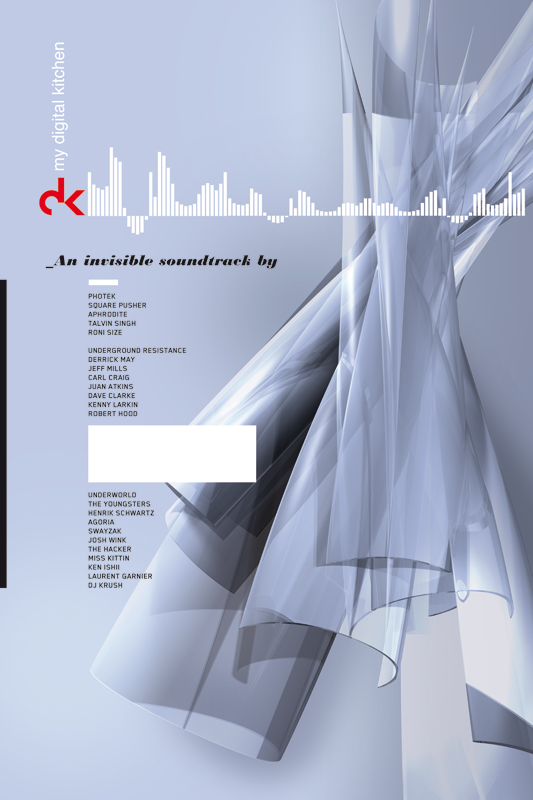 my digital kitchen
dk
_An invisible soundtrack by
PHOTEK
SQUARE PUSHER
APHRODITE
TALVIN SINGH
RONI SIZE
UNDERGROUND RESISTANCE
DERRICK MAY
JEFF MILLS
CARL CRAIG
JUAN ATKINS
DAVE CLARKE
KENNY LARKIN
ROBERT HOOD
UNDERWORLD
THE YOUNGSTERS
HENRIK SCHWARTZ
AGORIA
SWAYZAK
JOSH WINK
THE HACKER
MISS KITTIN
KEN ISHII
LAURENT GARNIER
DJ KRUSH